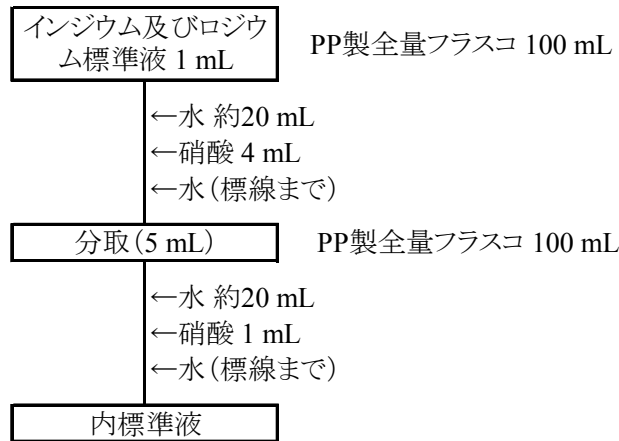 インジウム及びロジウ
ム標準液 1 mL
PP製全量フラスコ 100 mL
←水 約20 mL
←硝酸 4 mL
←水(標線まで)
分取(5 mL)
PP製全量フラスコ 100 mL
←水 約20 mL
←硝酸 1 mL
←水(標線まで)
内標準液